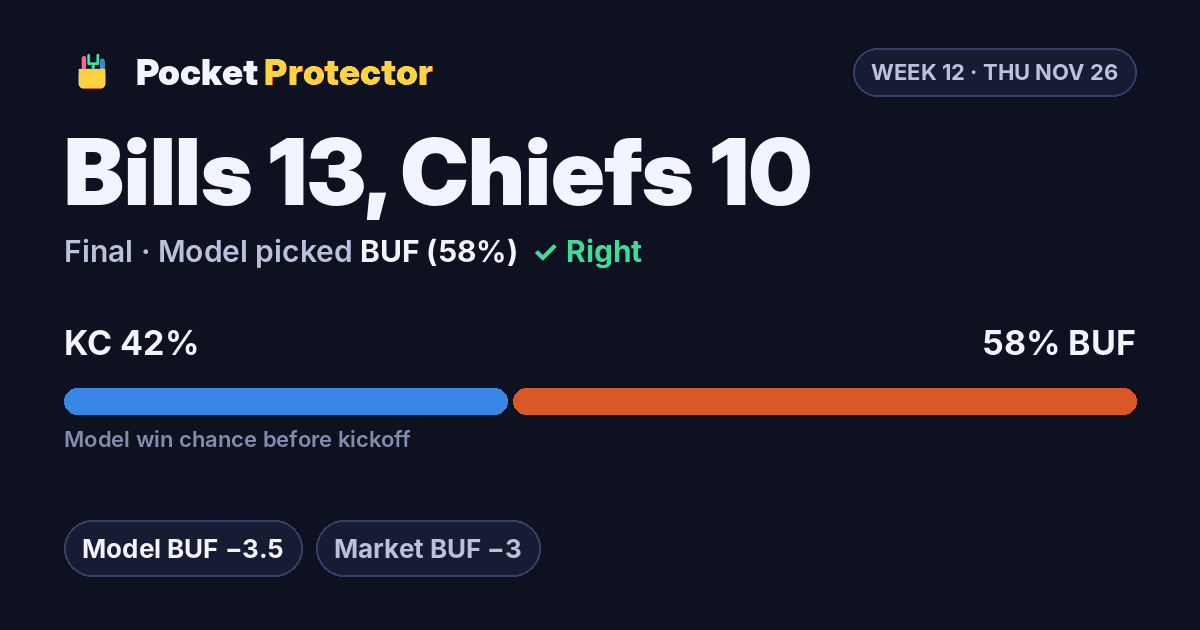 Pocket Protector
WEEK 12 · THU NOV 26
Bills 13, Chiefs 10
Final · Model picked BUF (58%) ✓ Right
KC 42%
58% BUF
Model win chance before kickoff
Model BUF −3.5
Market BUF −3